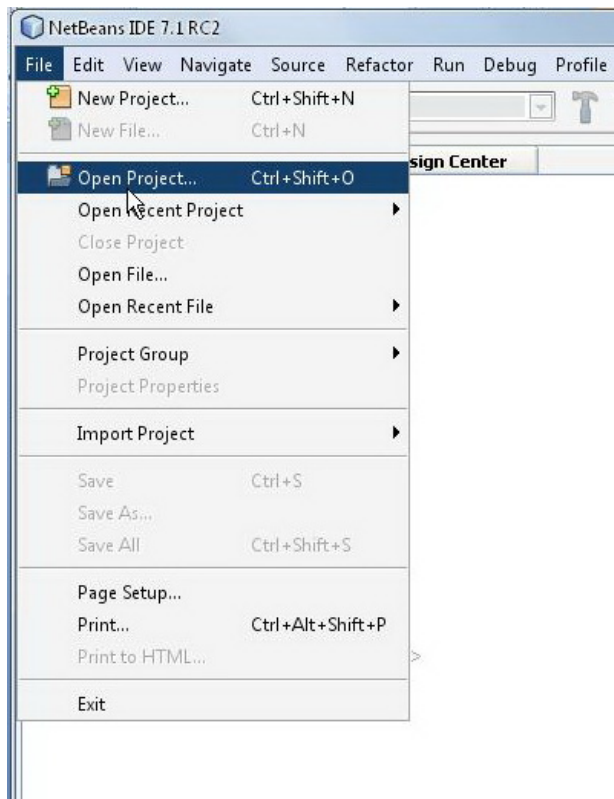 NetBeans IDE 7.1 RC2
File Edit View Navigate Source Refactor Run Debug Profile
New Project... Ctrl+Shift+N
New File... Ctrl+N
sign Center
Open Project... Ctrl+Shift+O
Open Recent Project
Close Project
Open File...
Open Recent File
Project Group
Project Properties
Import Project
Save Ctrl+S
Save As...
Save All Ctrl+Shift+S
Page Setup...
Print... Ctrl+Alt+Shift+P
Print to HTML...
>
Exit